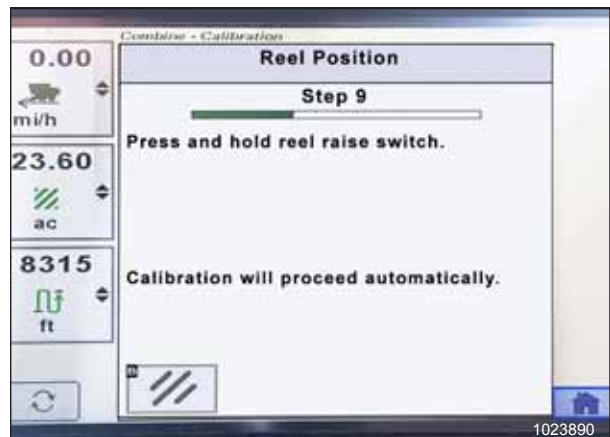 Combine - Calibration
Reel Position
Step 9
Press and hold reel raise switch.
Calibration will proceed automatically.
0.00
mi/h
23.60
ac
8315
ft
1023890